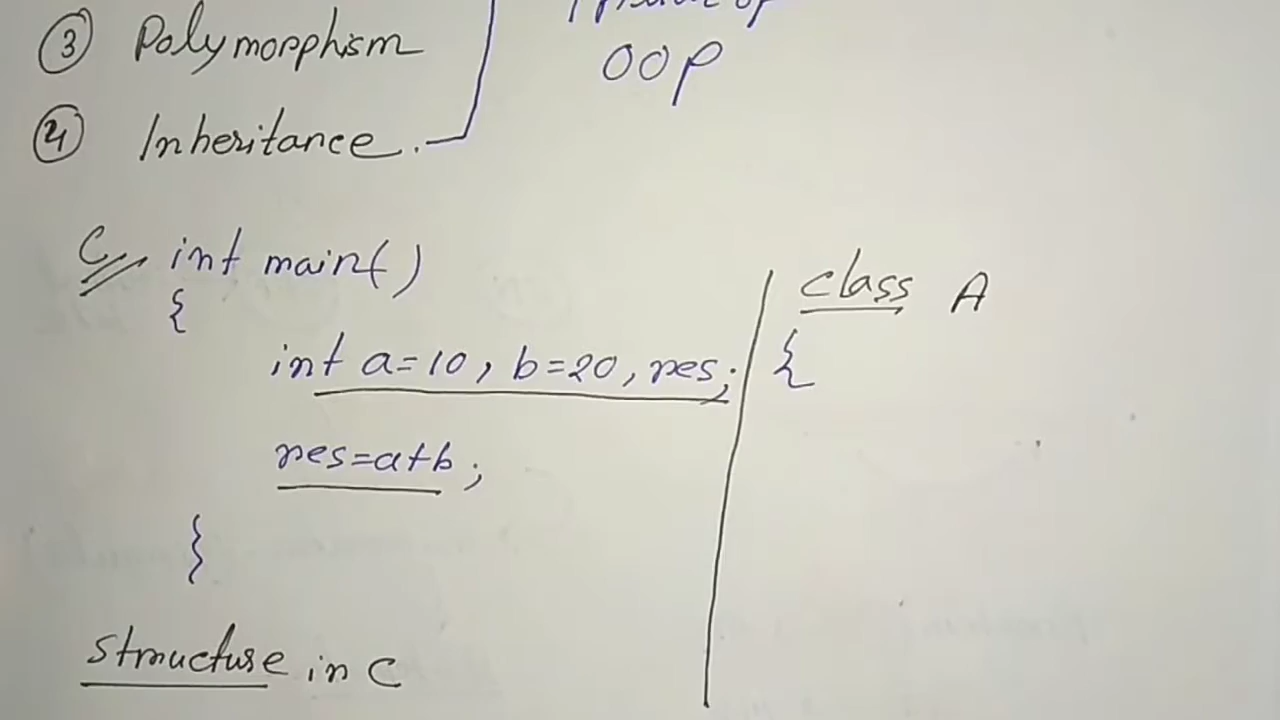 ③ Polymorphism
OOP
④ Inheritance.
C int main()
{
int a=10, b=20, res;
res=a+b;
}
structure in C
class A
{